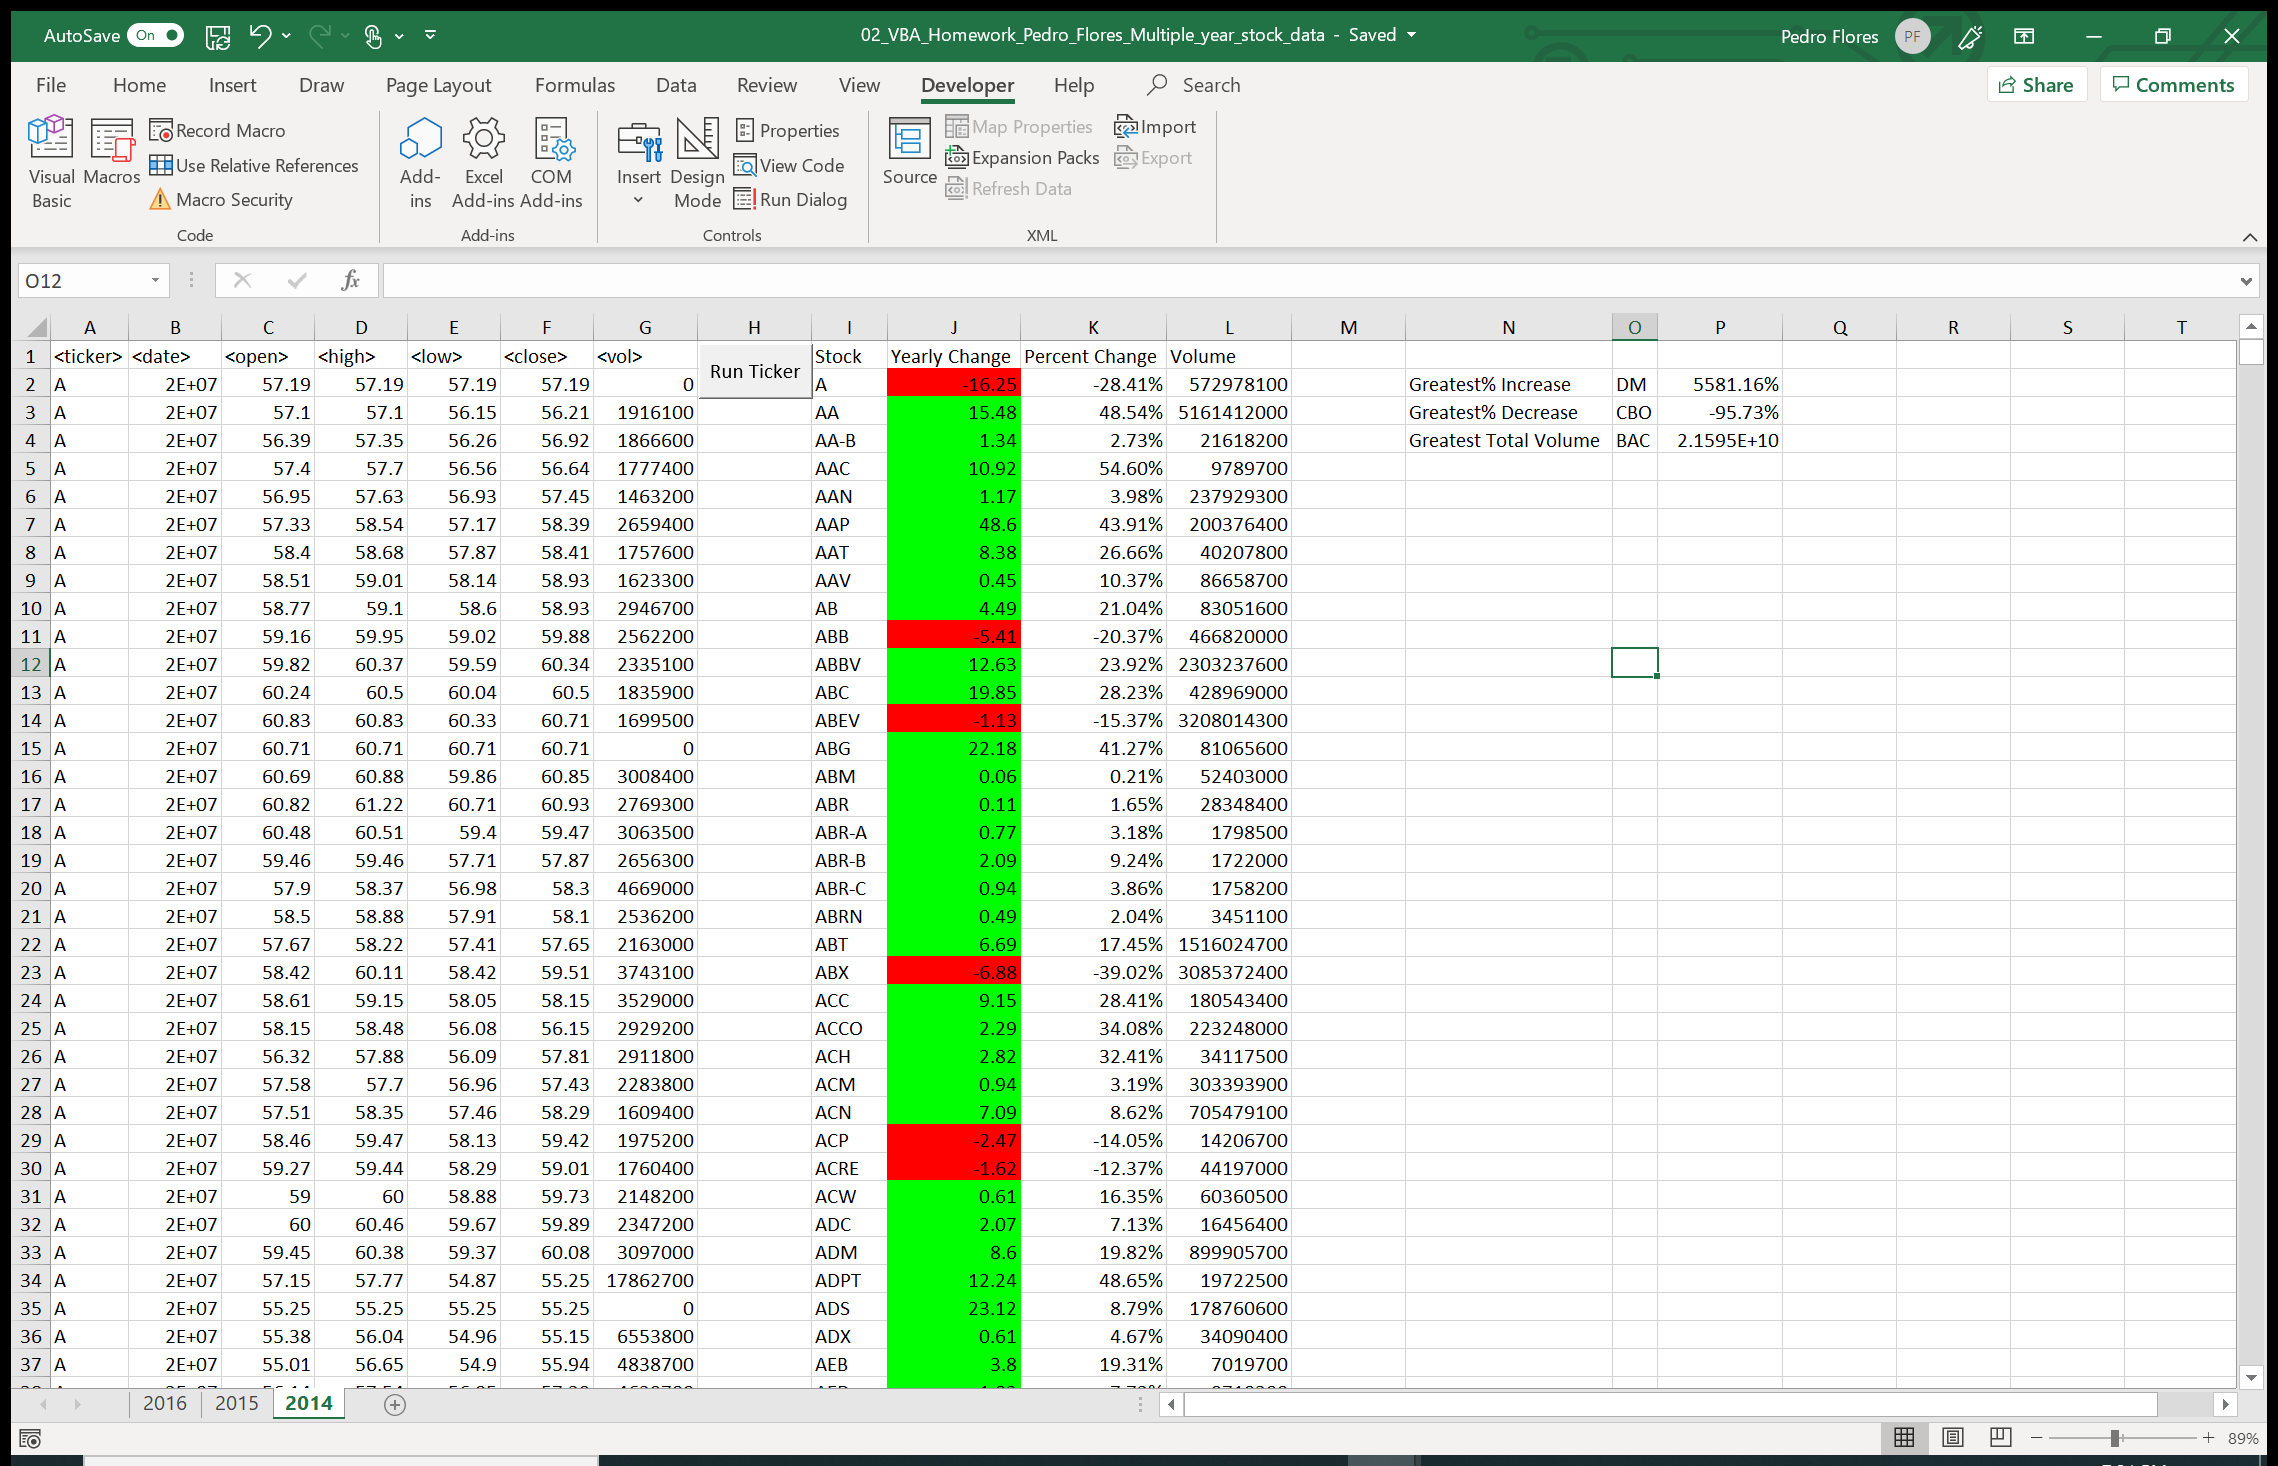 AutoSave On 02_VBA_Homework_Pedro_Flores_Multiple_year_stock_data - Saved Pedro Flores PF
File Home Insert Draw Page Layout Formulas Data Review View Developer Help Search Share Comments
Visual Basic Macros Record Macro Use Relative References Macro Security Add-ins Excel Add-ins COM Add-ins Insert Design Mode Properties View Code Run Dialog Source Map Properties Expansion Packs Refresh Data Import Export
Code Add-ins Controls XML
O12 fx
A B C D E F G H I J K L M N O P Q R S T
1 <ticker> <date> <open> <high> <low> <close> <vol> Run Ticker Stock Yearly Change Percent Change Volume
2 A 2E+07 57.19 57.19 57.19 57.19 0 A -16.25 -28.41% 572978100 Greatest% Increase DM 5581.16%
3 A 2E+07 57.1 57.1 56.15 56.21 1916100 AA 15.48 48.54% 5161412000 Greatest% Decrease CBO -95.73%
4 A 2E+07 56.39 57.35 56.26 56.92 1866600 AA-B 1.34 2.73% 21618200 Greatest Total Volume BAC 2.1595E+10
5 A 2E+07 57.4 57.7 56.56 56.64 1777400 AAC 10.92 54.60% 9789700
6 A 2E+07 56.95 57.63 56.93 57.45 1463200 AAN 1.17 3.98% 237929300
7 A 2E+07 57.33 58.54 57.17 58.39 2659400 AAP 48.6 43.91% 200376400
8 A 2E+07 58.4 58.68 57.87 58.41 1757600 AAT 8.38 26.66% 40207800
9 A 2E+07 58.51 59.01 58.14 58.93 1623300 AAV 0.45 10.37% 86658700
10 A 2E+07 58.77 59.1 58.6 58.93 2946700 AB 4.49 21.04% 83051600
11 A 2E+07 59.16 59.95 59.02 59.88 2562200 ABB -5.41 -20.37% 466820000
12 A 2E+07 59.82 60.37 59.59 60.34 2335100 ABBV 12.63 23.92% 2303237600
13 A 2E+07 60.24 60.5 60.04 60.5 1835900 ABC 19.85 28.23% 428969000
14 A 2E+07 60.83 60.83 60.33 60.71 1699500 ABEV -1.13 -15.37% 3208014300
15 A 2E+07 60.71 60.71 60.71 60.71 0 ABG 22.18 41.27% 81065600
16 A 2E+07 60.69 60.88 59.86 60.85 3008400 ABM 0.06 0.21% 52403000
17 A 2E+07 60.82 61.22 60.71 60.93 2769300 ABR 0.11 1.65% 28348400
18 A 2E+07 60.48 60.51 59.4 59.47 3063500 ABR-A 0.77 3.18% 1798500
19 A 2E+07 59.46 59.46 57.71 57.87 2656300 ABR-B 2.09 9.24% 1722000
20 A 2E+07 57.9 58.37 56.98 58.3 4669000 ABR-C 0.94 3.86% 1758200
21 A 2E+07 58.5 58.88 57.91 58.1 2536200 ABRN 0.49 2.04% 3451100
22 A 2E+07 57.67 58.22 57.41 57.65 2163000 ABT 6.69 17.45% 1516024700
23 A 2E+07 58.42 60.11 58.42 59.51 3743100 ABX -6.88 -39.02% 3085372400
24 A 2E+07 58.61 59.15 58.05 58.15 3529000 ACC 9.15 28.41% 180543400
25 A 2E+07 58.15 58.48 56.08 56.15 2929200 ACCO 2.29 34.08% 223248000
26 A 2E+07 56.32 57.88 56.09 57.81 2911800 ACH 2.82 32.41% 34117500
27 A 2E+07 57.58 57.7 56.96 57.43 2283800 ACM 0.94 3.19% 303393900
28 A 2E+07 57.51 58.35 57.46 58.29 1609400 ACN 7.09 8.62% 705479100
29 A 2E+07 58.46 59.47 58.13 59.42 1975200 ACP -2.47 -14.05% 14206700
30 A 2E+07 59.27 59.44 58.29 59.01 1760400 ACRE -1.62 -12.37% 44197000
31 A 2E+07 59 60 58.88 59.73 2148200 ACW 0.61 16.35% 60360500
32 A 2E+07 60 60.46 59.67 59.89 2347200 ADC 2.07 7.13% 16456400
33 A 2E+07 59.45 60.38 59.37 60.08 3097000 ADM 8.6 19.82% 899905700
34 A 2E+07 57.15 57.77 54.87 55.25 17862700 ADPT 12.24 48.65% 19722500
35 A 2E+07 55.25 55.25 55.25 55.25 0 ADS 23.12 8.79% 178760600
36 A 2E+07 55.38 56.04 54.96 55.15 6553800 ADX 0.61 4.67% 34090400
37 A 2E+07 55.01 56.65 54.9 55.94 4838700 AEB 3.8 19.31% 7019700
2016 2015 2014
89%